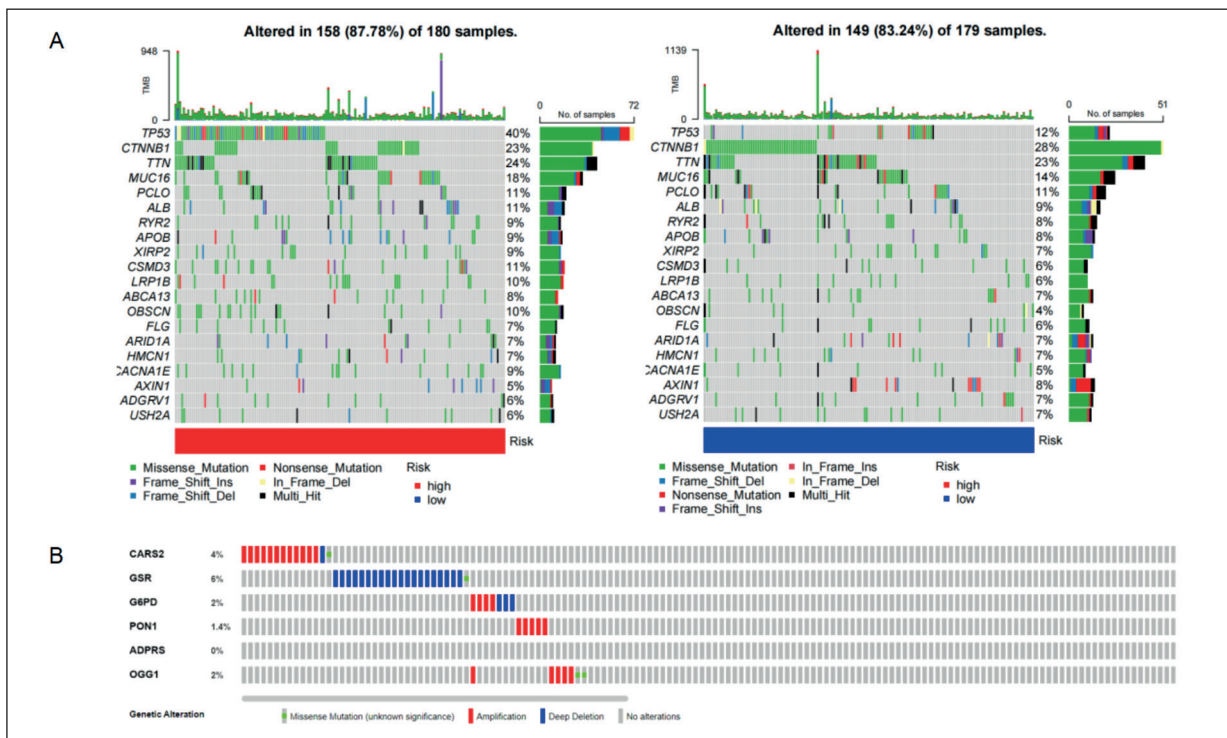 A
Altered in 158 (87.78%) of 180 samples.
948
TMB
0
0 72
No. of samples
TP53 40%
CTNNB1 23%
TTN 24%
MUC16 18%
PCLO 11%
ALB 11%
RYR2 9%
APOB 9%
XIRP2 9%
CSMD3 11%
LRP1B 10%
ABCA13 8%
OBSCN 10%
FLG 7%
ARID1A 7%
HMCN1 7%
CACNA1E 9%
AXIN1 5%
ADGRV1 6%
USH2A 6%
Risk
Missense_Mutation Nonsense_Mutation Risk
Frame_Shift_Ins In_Frame_Del high
Frame_Shift_Del Multi_Hit low
Altered in 149 (83.24%) of 179 samples.
1139
TMB
0
0 51
No. of samples
TP53 12%
CTNNB1 28%
TTN 23%
MUC16 14%
PCLO 11%
ALB 9%
RYR2 8%
APOB 8%
XIRP2 7%
CSMD3 6%
LRP1B 6%
ABCA13 7%
OBSCN 4%
FLG 6%
ARID1A 7%
HMCN1 7%
CACNA1E 5%
AXIN1 8%
ADGRV1 7%
USH2A 7%
Risk
Missense_Mutation In_Frame_Ins Risk
Frame_Shift_Del In_Frame_Del high
Nonsense_Mutation Multi_Hit low
Frame_Shift_Ins
B
CARS2 4%
GSR 6%
G6PD 2%
PON1 1.4%
ADPRS 0%
OGG1 2%
Genetic Alteration Missense Mutation (unknown significance) Amplification Deep Deletion No alterations